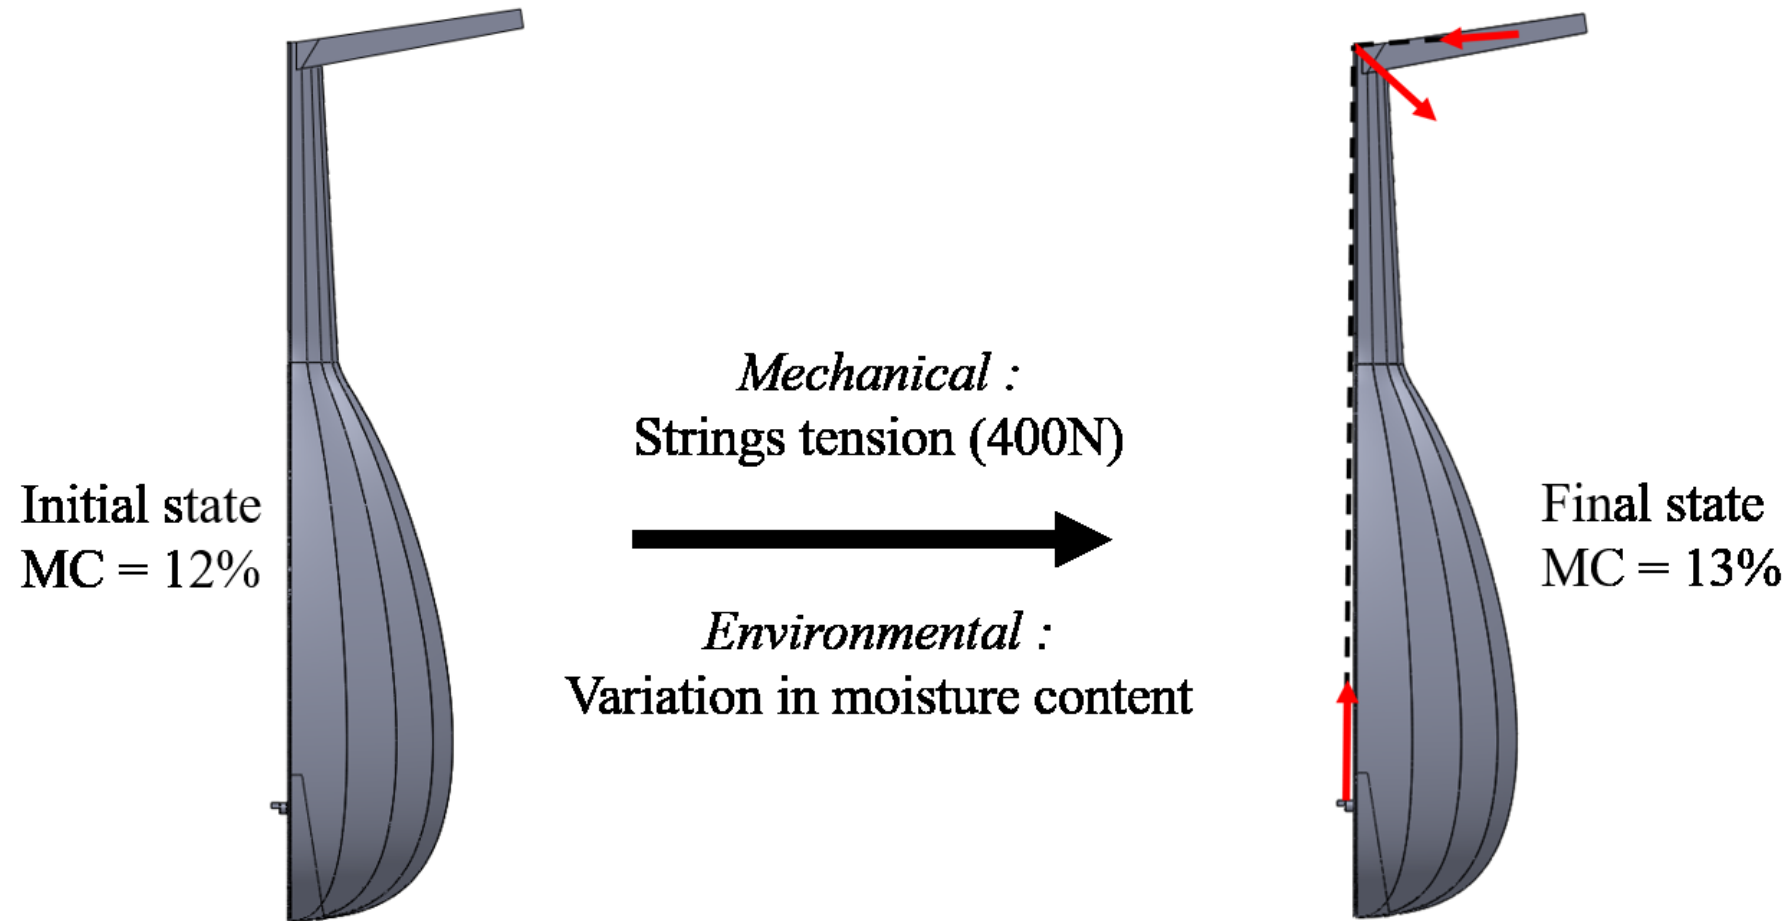 Mechanical :
Strings tension (400N)
Initial state
MC = 12%
Final state
MC = 13%
Environmental :
Variation in moisture content